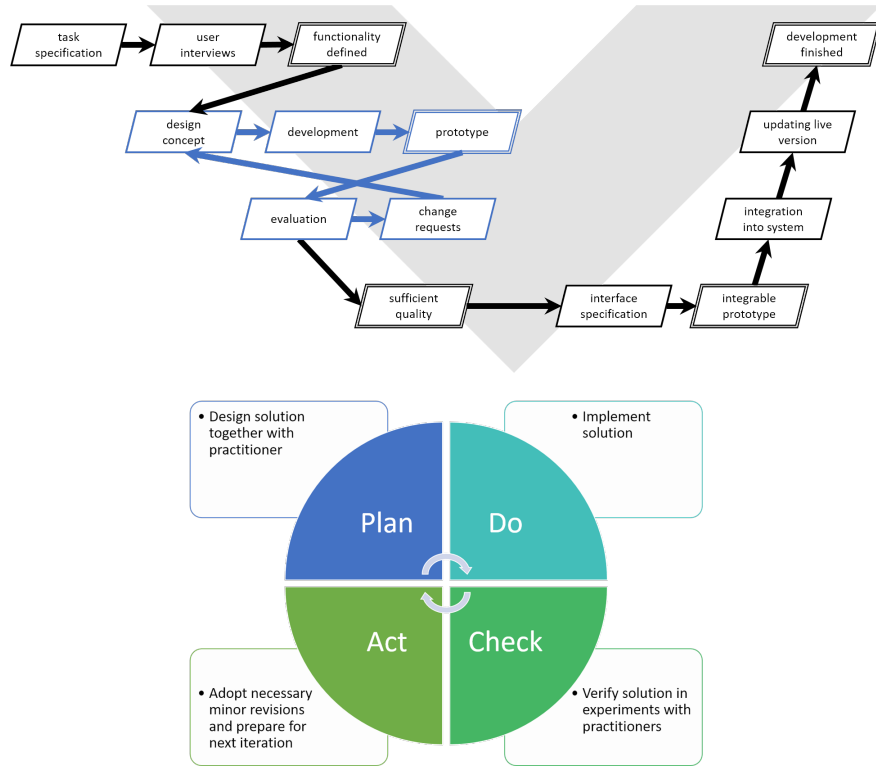 task
specification
user
interviews
functionality
defined
development
finished
design
concept
development
prototype
updating live
version
evaluation
change
requests
integration
into system
sufficient
quality
interface
specification
integrable
prototype
• Design solution
together with
practitioner
• Implement
solution
Plan
Do
Act
Check
• Adopt necessary
minor revisions
and prepare for
next iteration
• Verify solution in
experiments with
practitioners